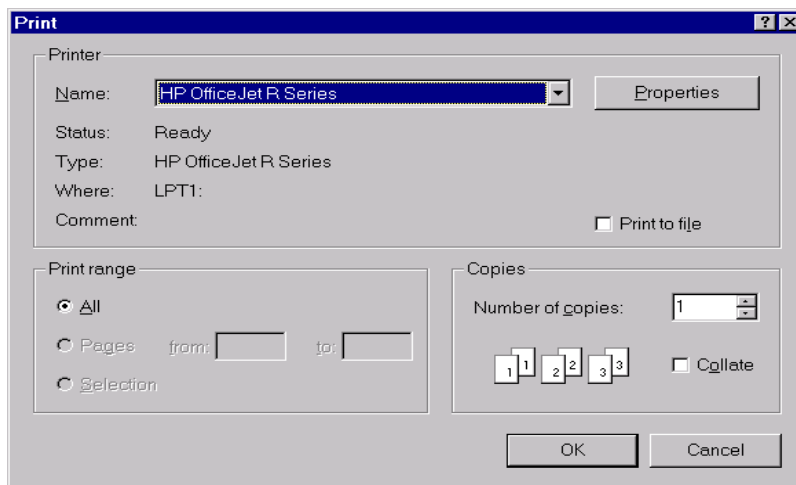 Print
Printer
Name: HP OfficeJet R Series Properties
Status: Ready
Type: HP OfficeJet R Series
Where: LPT1:
Comment:
Print to file
Print range
All
Pages from: to:
Selection
Copies
Number of copies: 1
1 1 2 2 3 3 Collate
OK Cancel